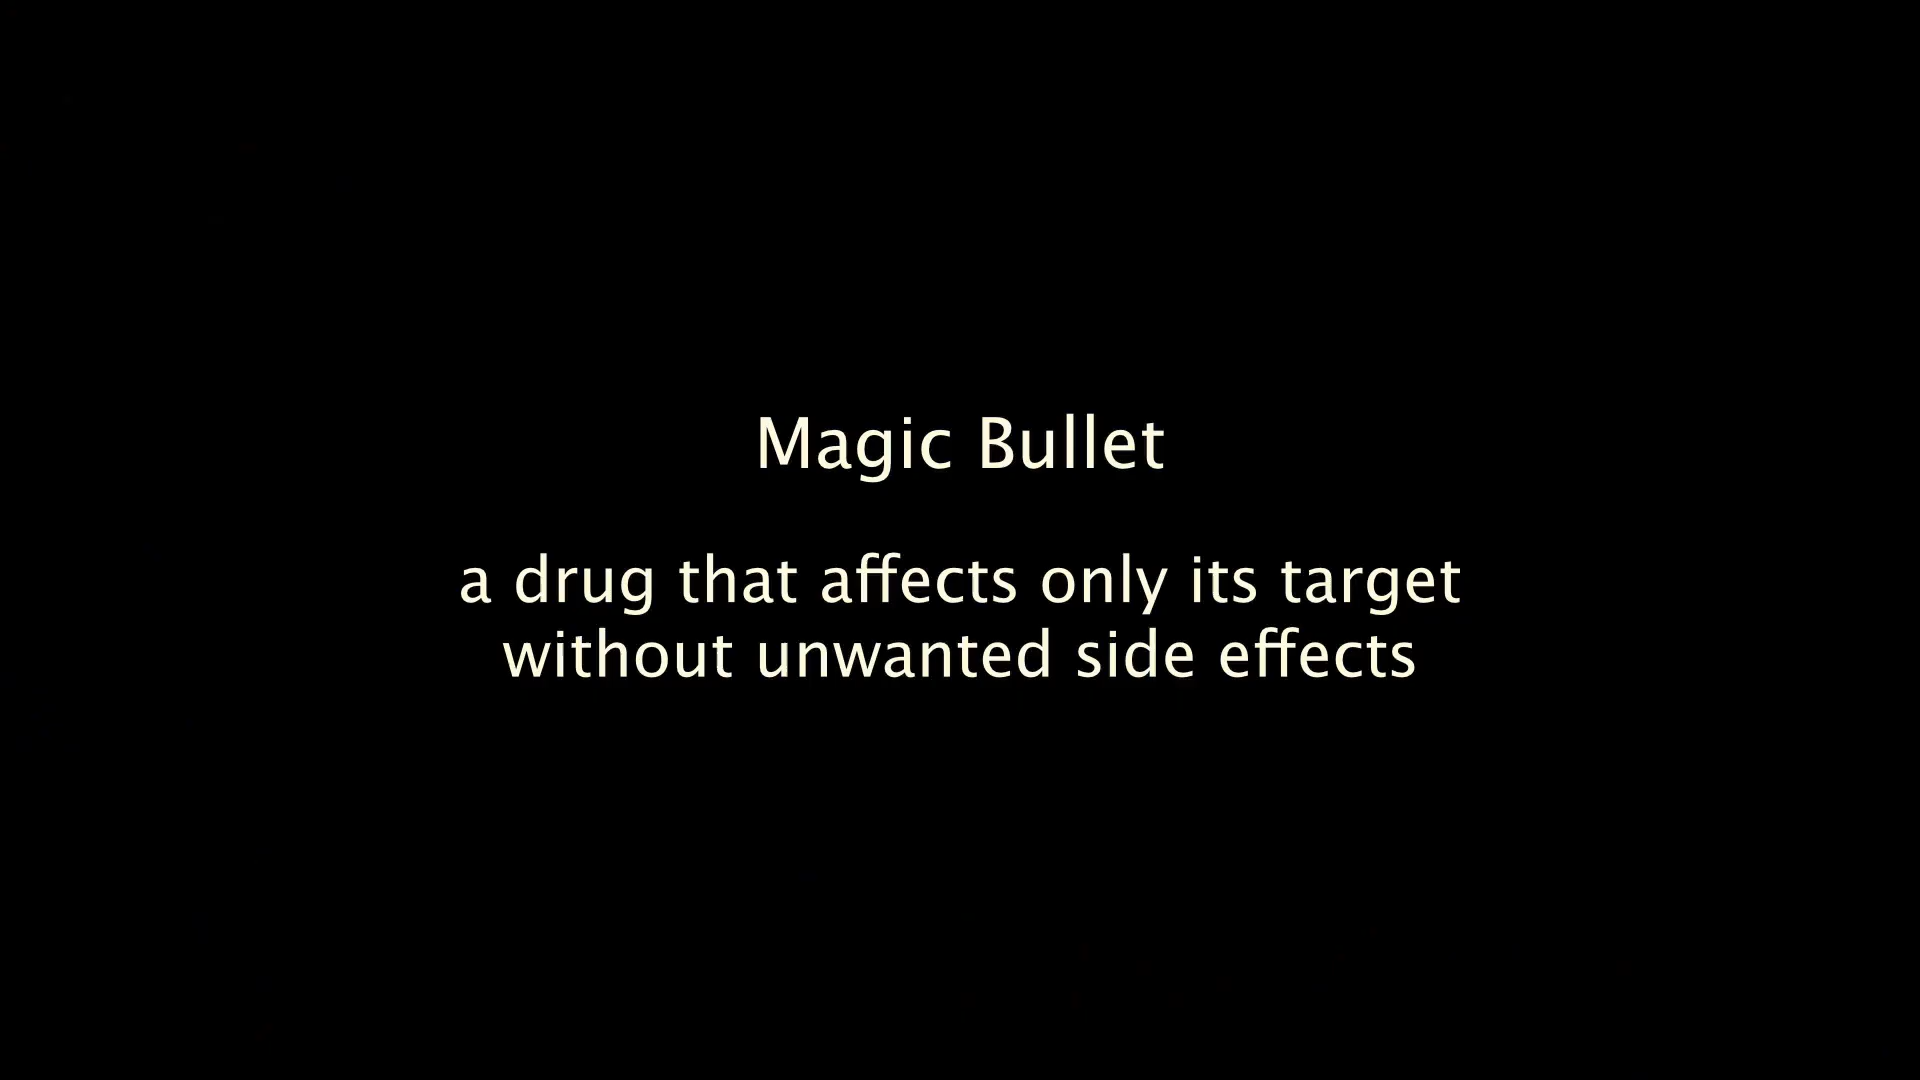 Magic Bullet
a drug that affects only its target
without unwanted side effects